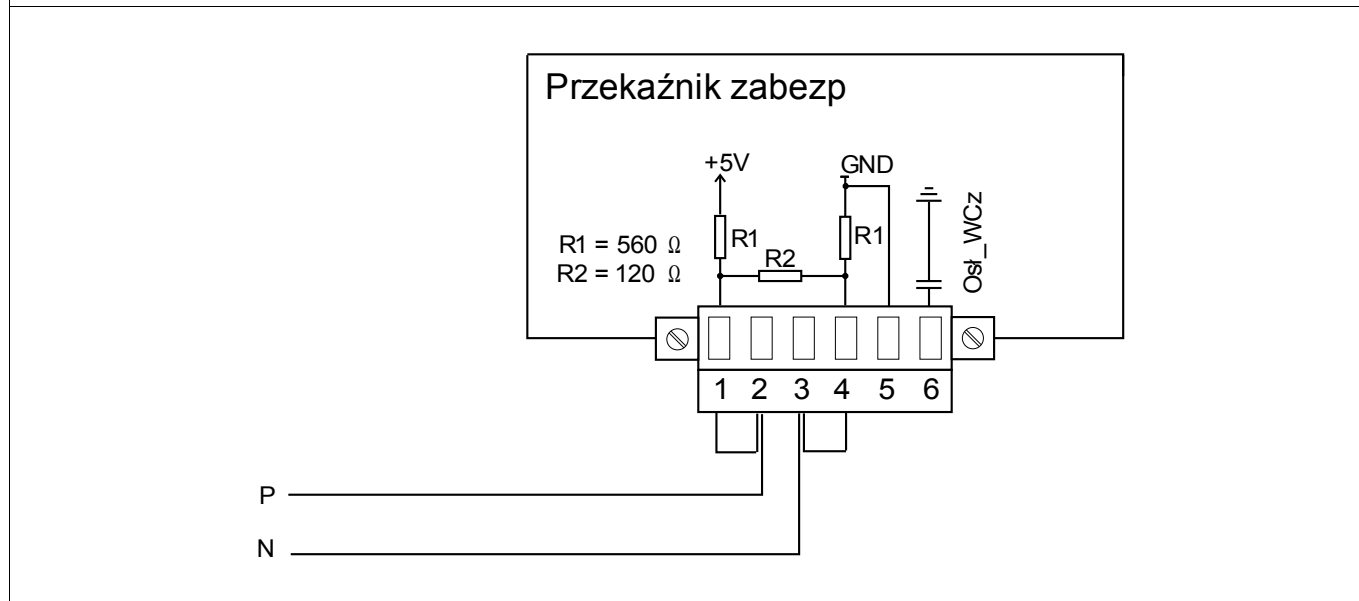 Przekaźnik zabezp
+5V
GND
R1 = 560 Ω
R2 = 120 Ω
R1
R2
R1
Osł_WCz
1 2 3 4 5 6
P
N